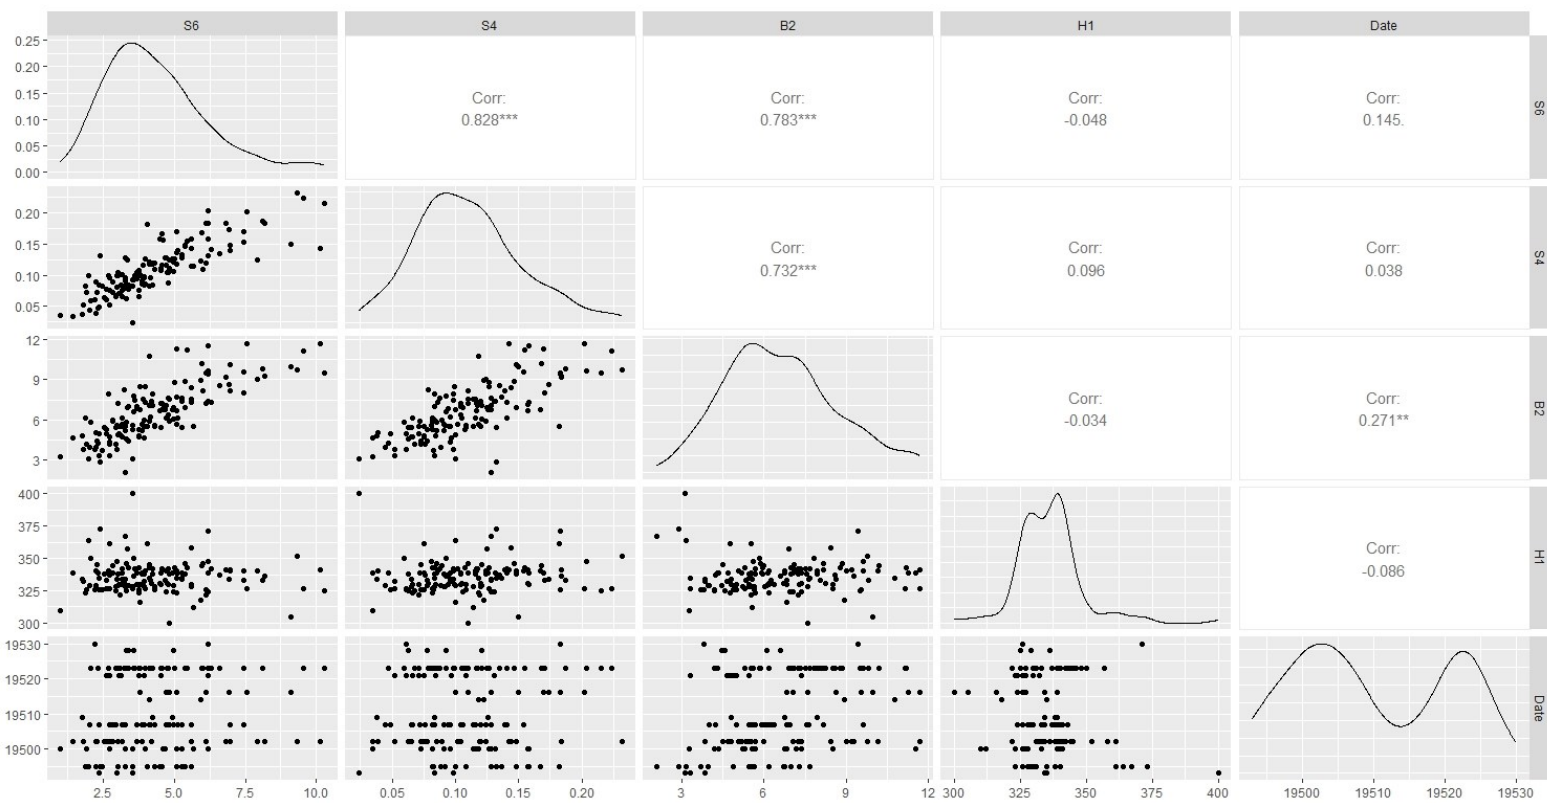 S6 S4 B2 H1 Date
0.25
0.20
0.15
0.10
0.05
0.00
Corr:
0.828***
Corr:
0.783***
Corr:
-0.048
Corr:
0.145.
S6
0.20
0.15
0.10
0.05
Corr:
0.732***
Corr:
0.096
Corr:
0.038
S4
12
9
6
3
Corr:
-0.034
Corr:
0.271**
B2
400
375
350
325
300
Corr:
-0.086
H1
19530
19520
19510
19500
Date
2.5 5.0 7.5 10.0 0.05 0.10 0.15 0.20 3 6 9 12 300 325 350 375 400 19500 19510 19520 19530